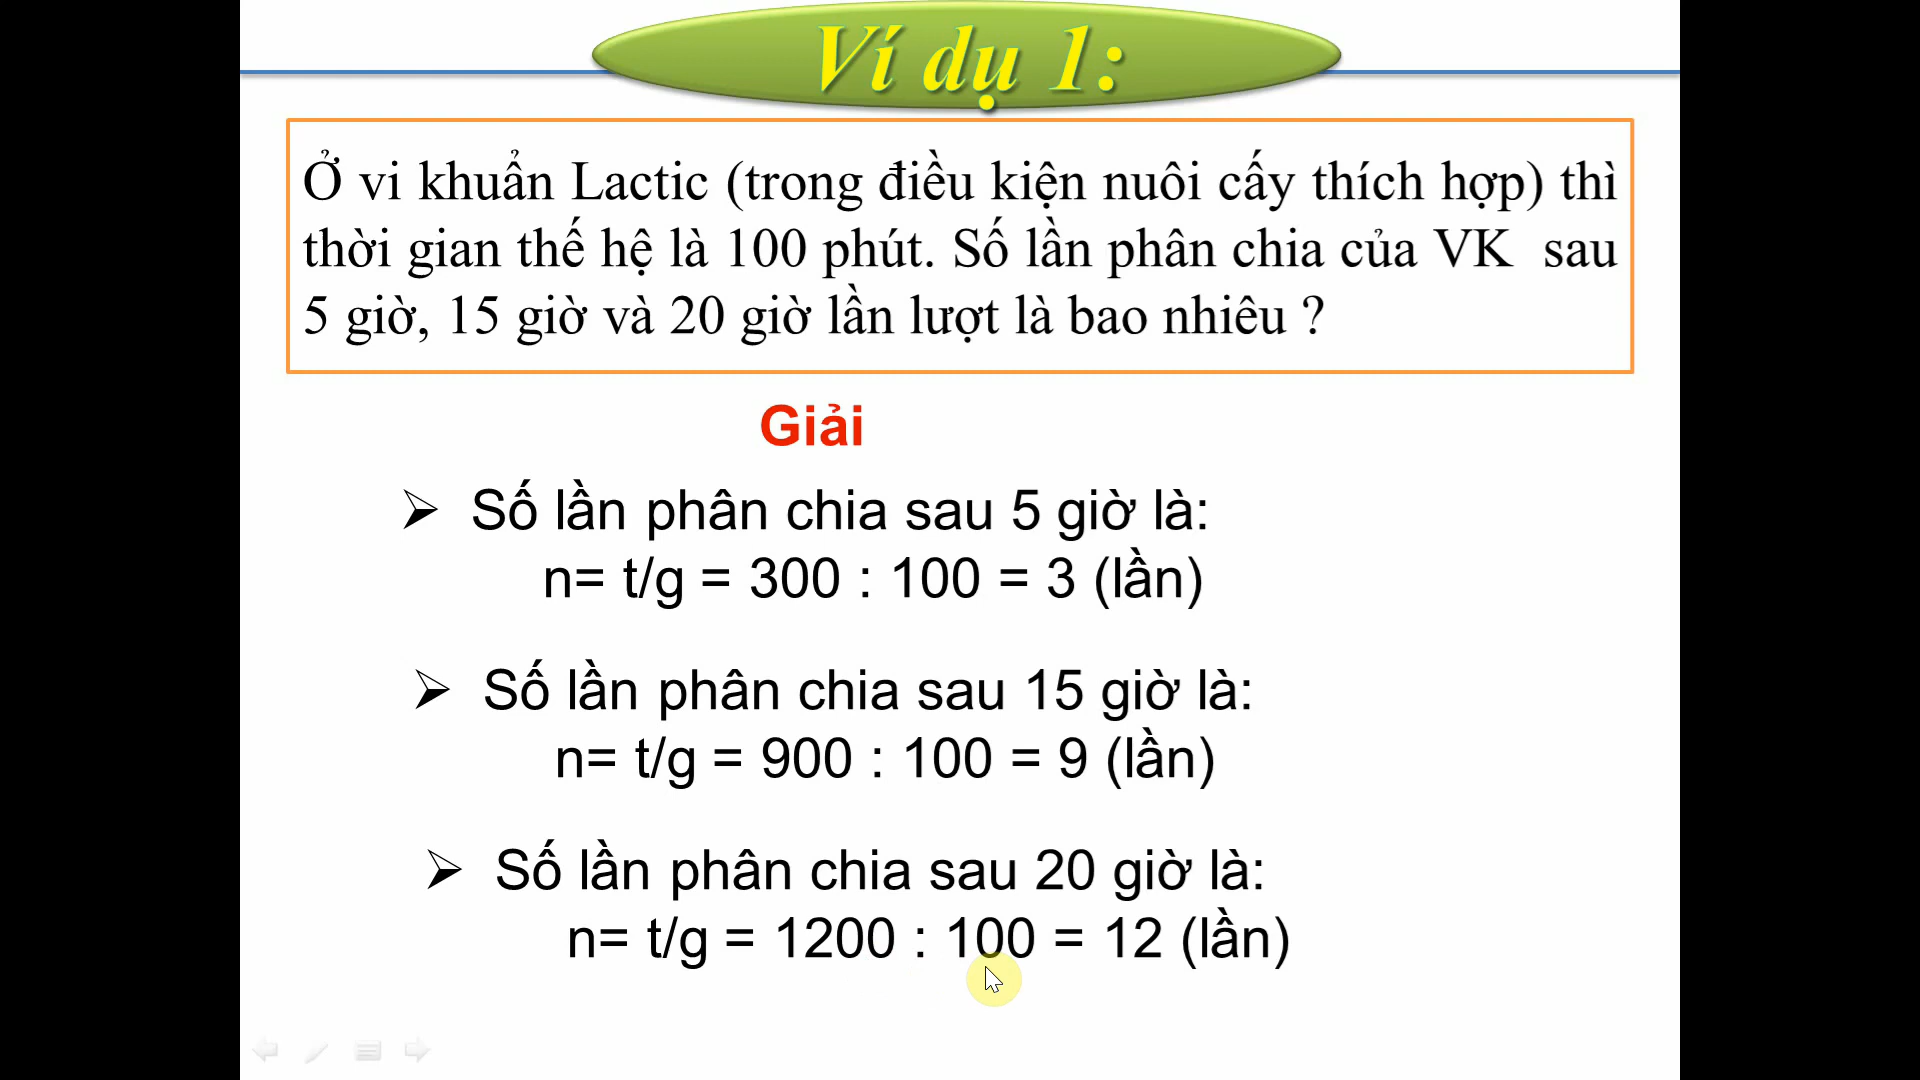 Ví dụ 1:
Ở vi khuẩn Lactic (trong điều kiện nuôi cấy thích hợp) thì
thời gian thế hệ là 100 phút. Số lần phân chia của VK sau
5 giờ, 15 giờ và 20 giờ lần lượt là bao nhiêu ?
Giải
➢ Số lần phân chia sau 5 giờ là:
n= t/g = 300 : 100 = 3 (lần)
➢ Số lần phân chia sau 15 giờ là:
n= t/g = 900 : 100 = 9 (lần)
➢ Số lần phân chia sau 20 giờ là:
n= t/g = 1200 : 100 = 12 (lần)